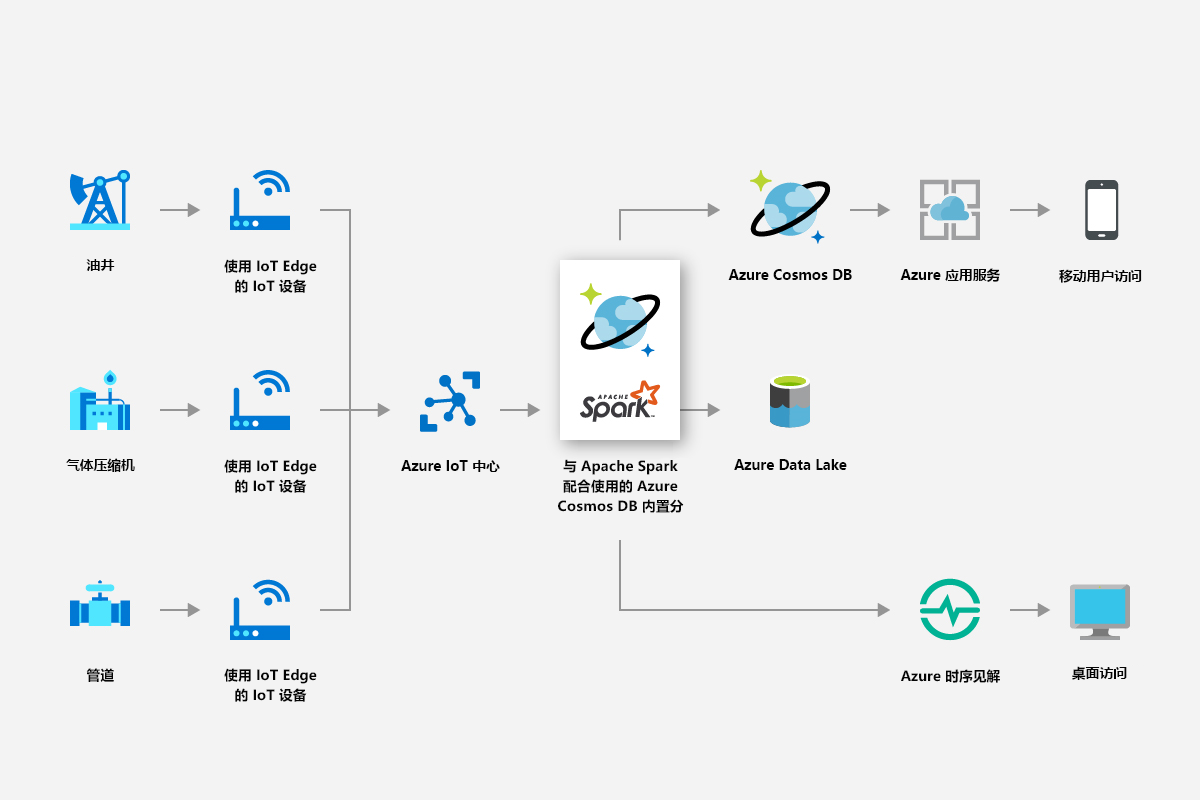 油井
使用 IoT Edge
的 IoT 设备
Azure Cosmos DB
Azure 应用服务
移动用户访问
气体压缩机
使用 IoT Edge
的 IoT 设备
Azure IoT 中心
APACHE
Spark
与 Apache Spark
配合使用的 Azure
Cosmos DB 内置分
Azure Data Lake
管道
使用 IoT Edge
的 IoT 设备
Azure 时序见解
桌面访问